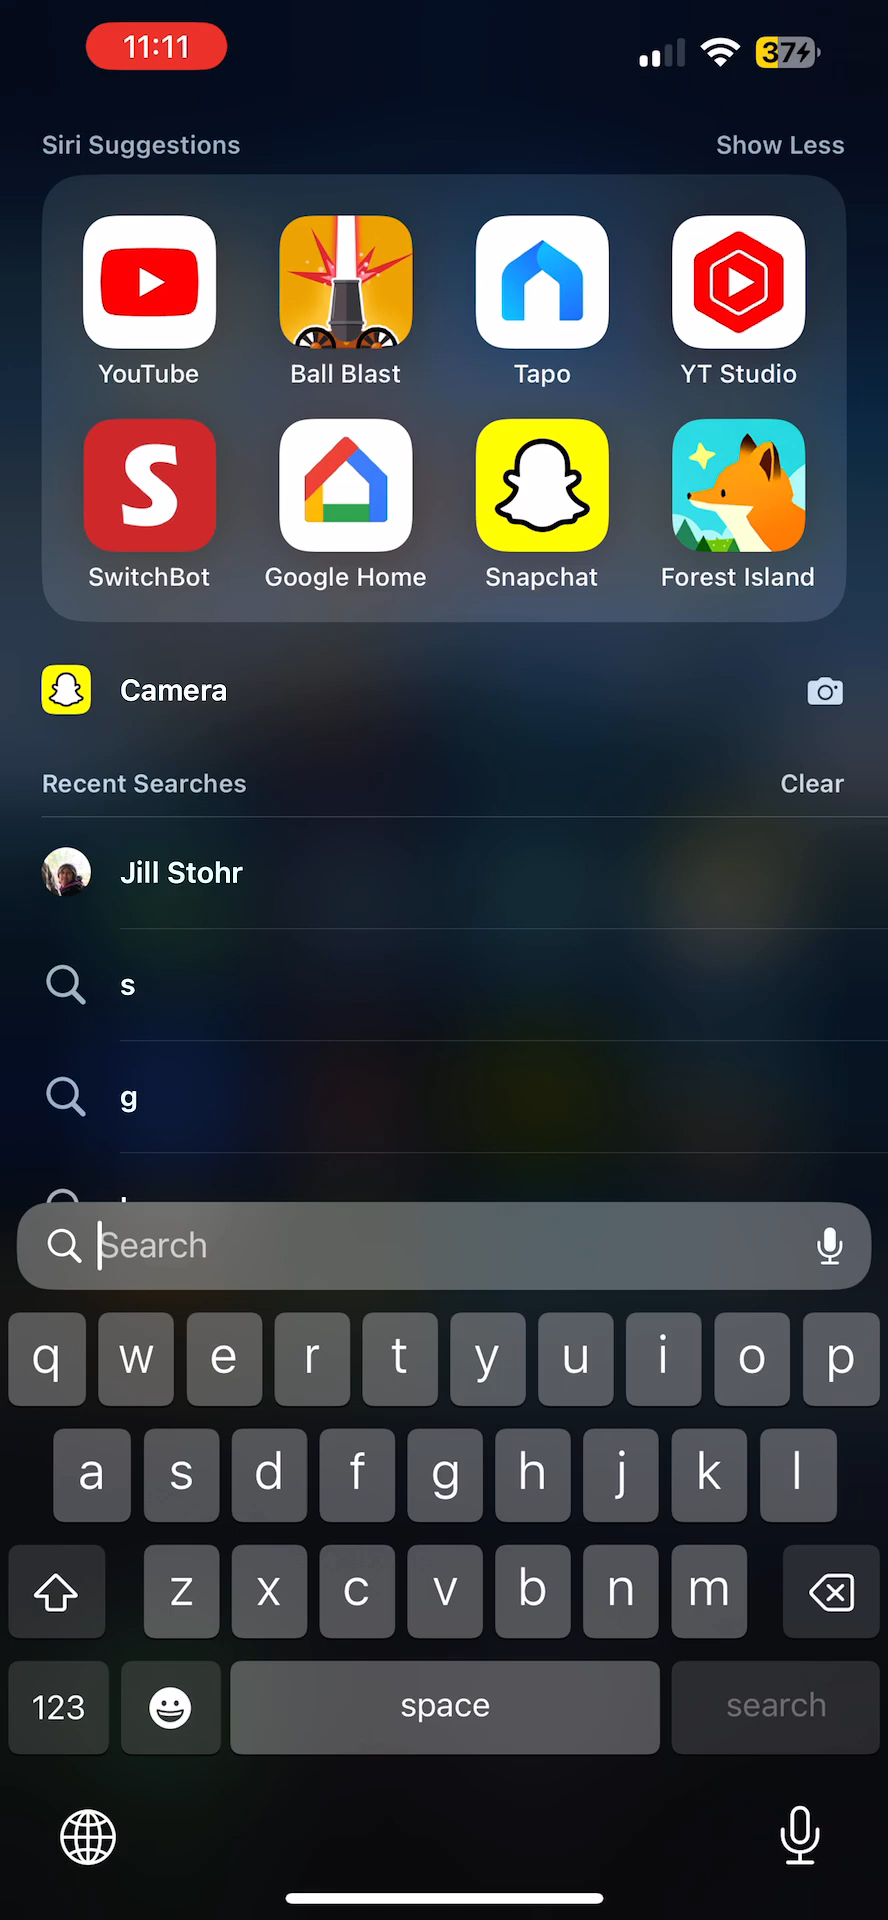 11:11
37
Siri Suggestions
Show Less
YouTube
Ball Blast
Tapo
YT Studio
S
SwitchBot
Google Home
Snapchat
Forest Island
Camera
Recent Searches
Clear
Jill Stohr
s
g
Search
q w e r t y u i o p
a s d f g h j k l
z x c v b n m
123
space
search